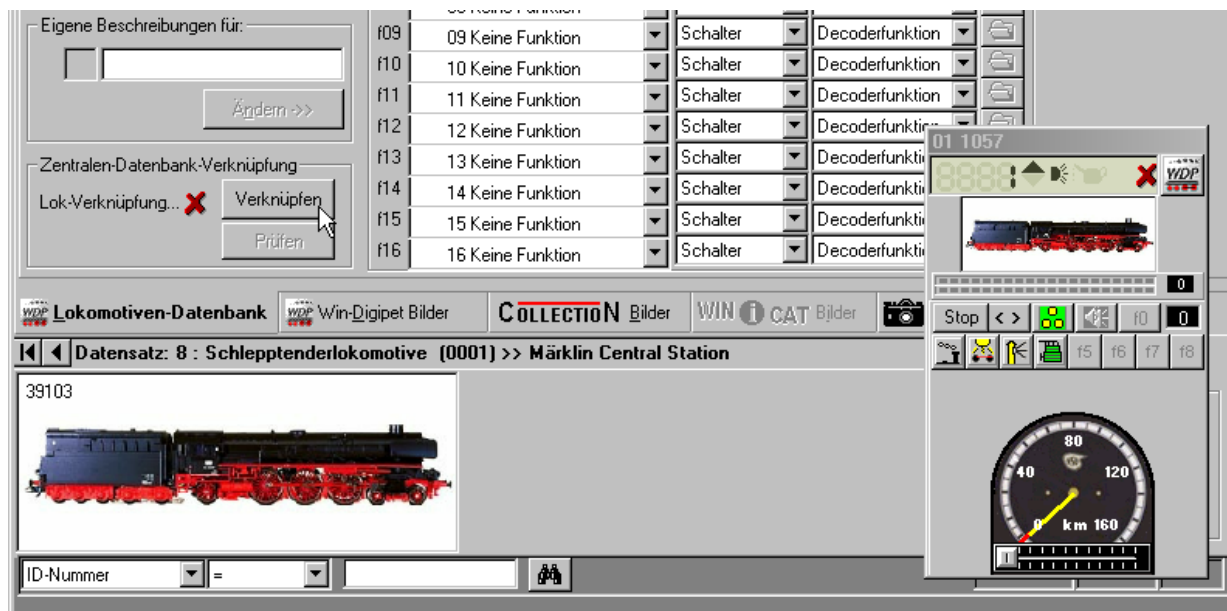 Eigene Beschreibungen für:
Ändern ->>
Zentralen-Datenbank-Verknüpfung
Lok-Verknüpfung...
Verknüpfen
Prüfen
f09 09 Keine Funktion Schalter Decoderfunktion
f10 10 Keine Funktion Schalter Decoderfunktion
f11 11 Keine Funktion Schalter Decoderfunktion
f12 12 Keine Funktion Schalter
f13 13 Keine Funktion Schalter
f14 14 Keine Funktion Schalter
f15 15 Keine Funktion Schalter
f16 16 Keine Funktion Schalter
WDP Lokomotiven-Datenbank
WDP Win-Digipet Bilder
COLLECTION Bilder
WIN CAT Bilder
Datensatz: 8 : Schlepptenderlokomotive (0001) >> Märklin Central Station
39103
ID-Nummer =
01 1057
WDP
0
Stop < > f0 0
f5 f6 f7 f8
80
40 120
0 km 160